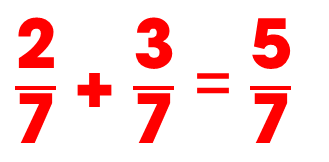 2/7 + 3/7 = 5/7